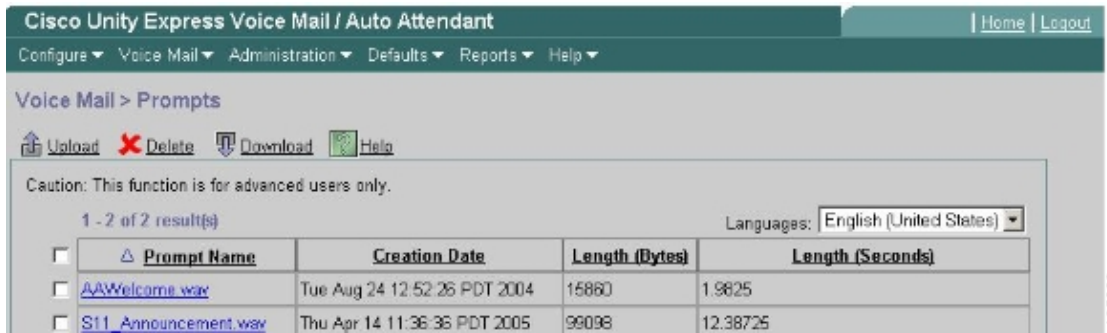 Cisco Unity Express Voice Mail / Auto Attendant
| Home | Logout
Configure Voice Mail Administration Defaults Reports Help
Voice Mail > Prompts
Upload Delete Download Help
Caution: This function is for advanced users only.
1 - 2 of 2 result(s)
Languages: English (United States)
Prompt Name Creation Date Length (Bytes) Length (Seconds)
AAWelcome.wav Tue Aug 24 12:52:26 PDT 2004 15860 1.9825
S11_Announcement.wav Thu Apr 14 11:36:36 PDT 2005 99098 12.38725